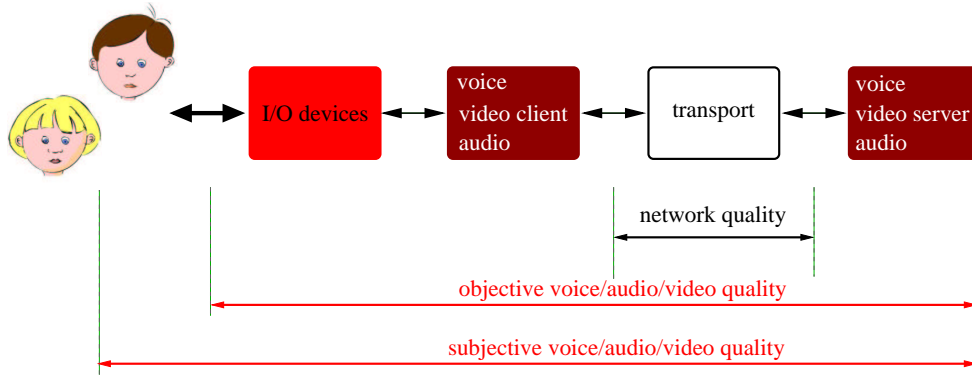 I/O devices
voice
video client
audio
transport
voice
video server
audio
network quality
objective voice/audio/video quality
subjective voice/audio/video quality